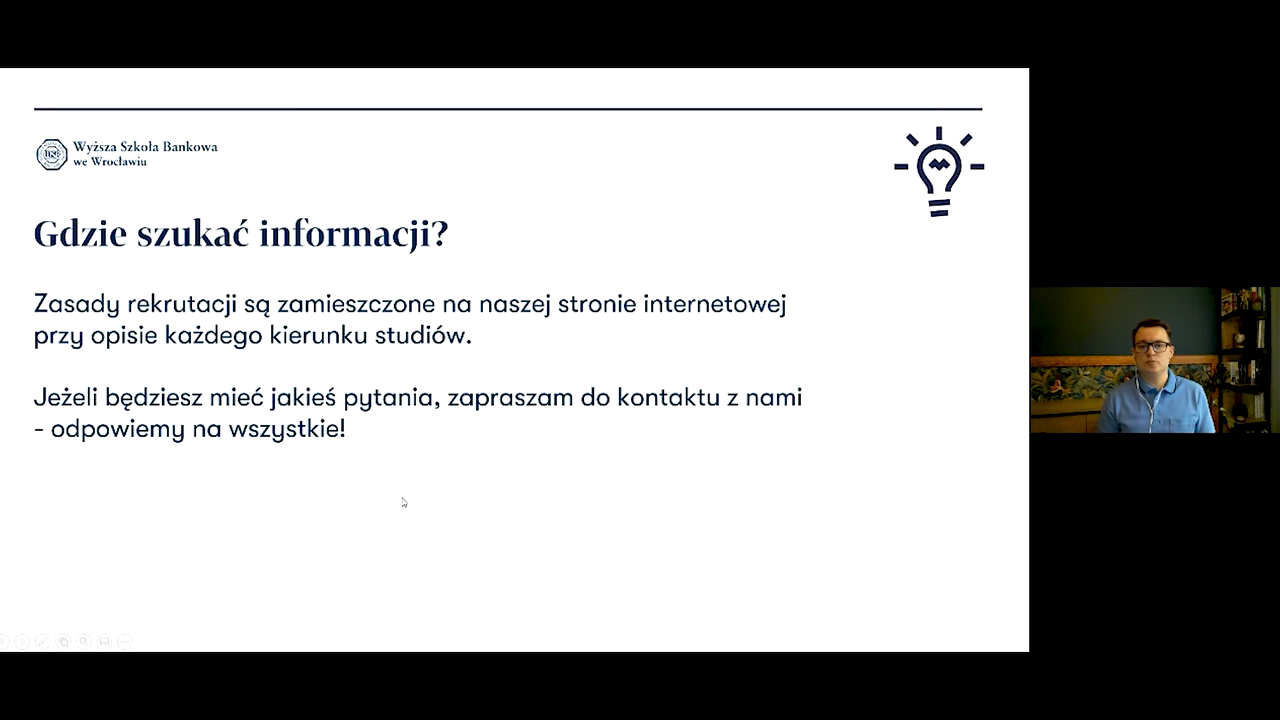 Wyższa Szkoła Bankowa
we Wrocławiu
Gdzie szukać informacji?
Zasady rekrutacji są zamieszczone na naszej stronie internetowej
przy opisie każdego kierunku studiów.
Jeżeli będziesz mieć jakieś pytania, zapraszam do kontaktu z nami
- odpowiemy na wszystkie!